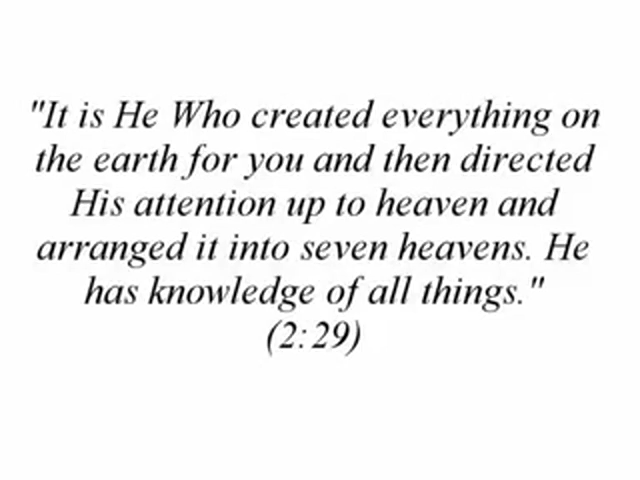 "It is He Who created everything on
the earth for you and then directed
His attention up to heaven and
arranged it into seven heavens. He
has knowledge of all things."
(2:29)